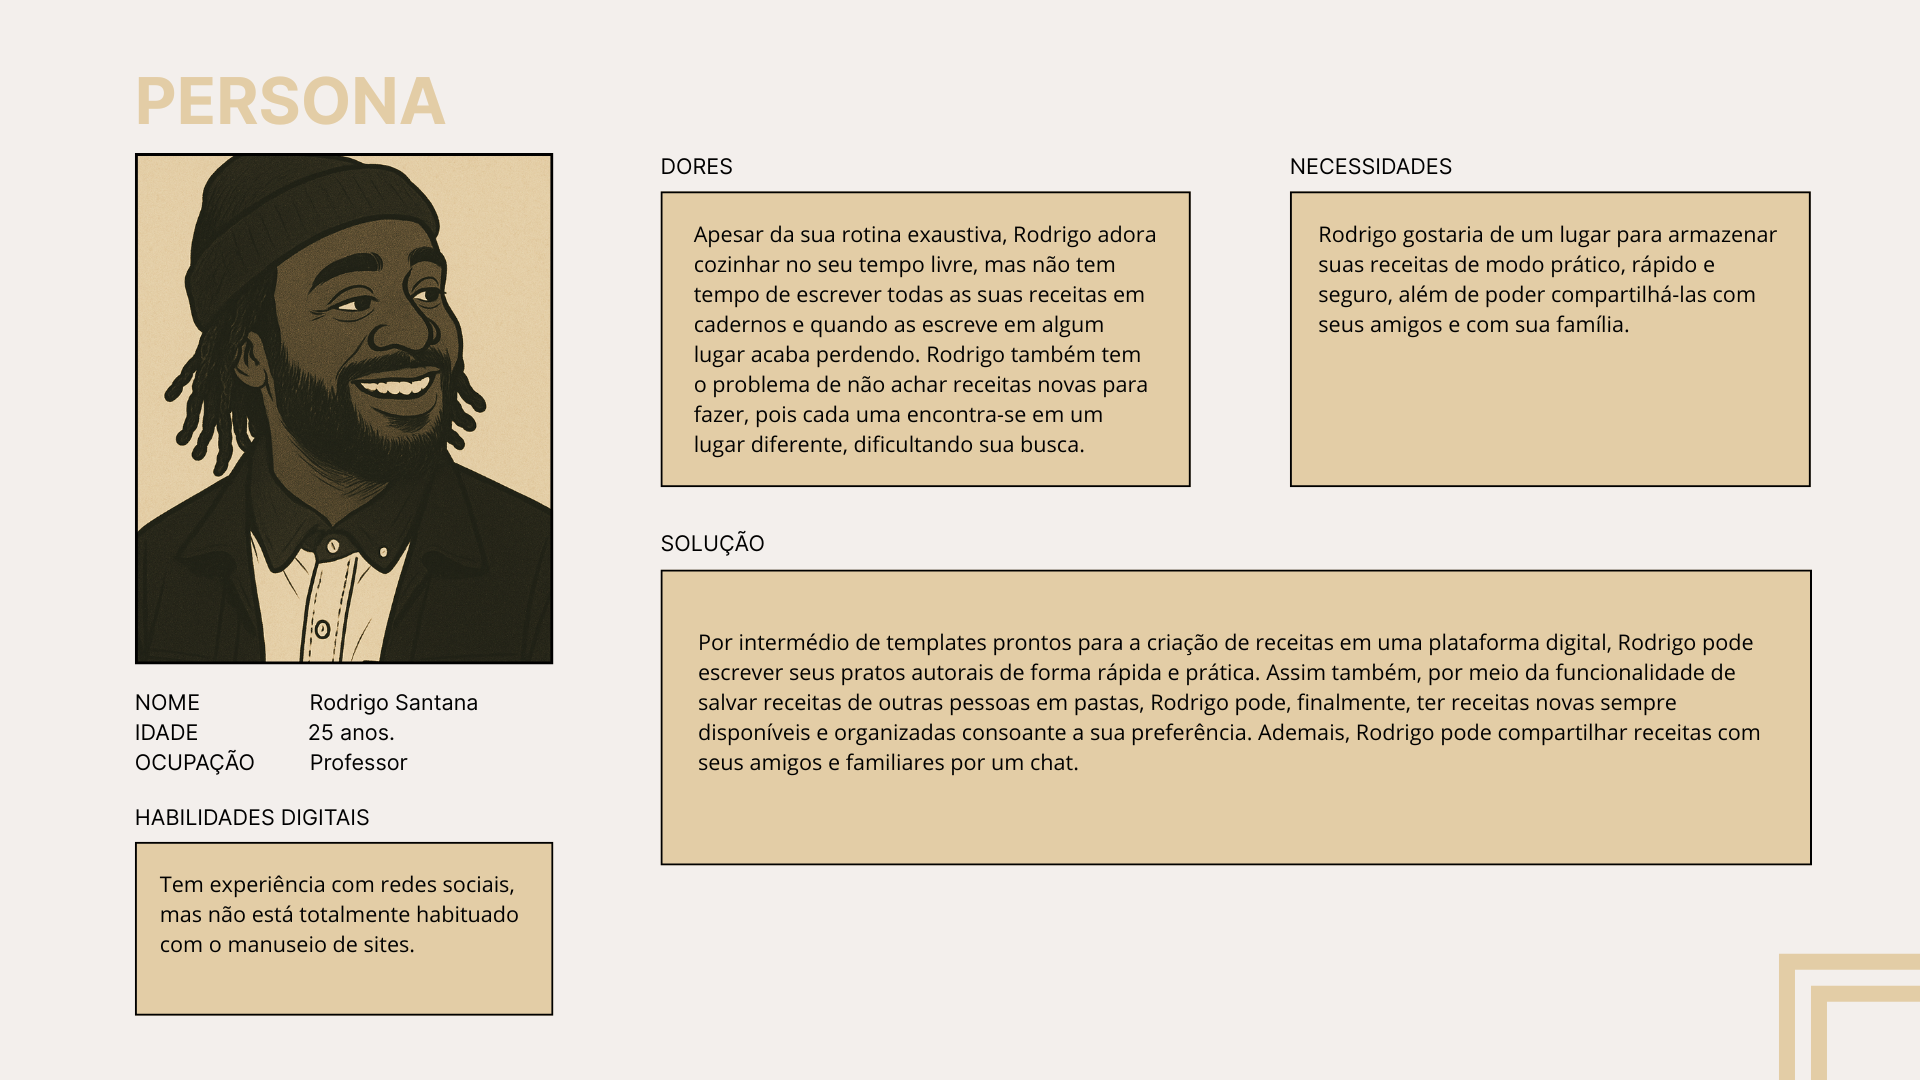 PERSONA
NOME Rodrigo Santana
IDADE 25 anos.
OCUPAÇÃO Professor
HABILIDADES DIGITAIS
Tem experiência com redes sociais,
mas não está totalmente habituado
com o manuseio de sites.
DORES
Apesar da sua rotina exaustiva, Rodrigo adora
cozinhar no seu tempo livre, mas não tem
tempo de escrever todas as suas receitas em
cadernos e quando as escreve em algum
lugar acaba perdendo. Rodrigo também tem
o problema de não achar receitas novas para
fazer, pois cada uma encontra-se em um
lugar diferente, dificultando sua busca.
NECESSIDADES
Rodrigo gostaria de um lugar para armazenar
suas receitas de modo prático, rápido e
seguro, além de poder compartilhá-las com
seus amigos e com sua família.
SOLUÇÃO
Por intermédio de templates prontos para a criação de receitas em uma plataforma digital, Rodrigo pode
escrever seus pratos autorais de forma rápida e prática. Assim também, por meio da funcionalidade de
salvar receitas de outras pessoas em pastas, Rodrigo pode, finalmente, ter receitas novas sempre
disponíveis e organizadas consoante a sua preferência. Ademais, Rodrigo pode compartilhar receitas com
seus amigos e familiares por um chat.